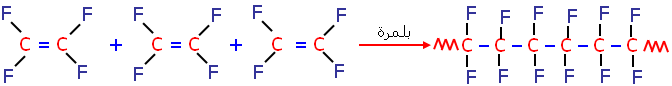 F F F F F F F F F F F F
بلمرة
C = C + C = C + C = C C – C – C – C – C – C
F F F F F F F F F F F F